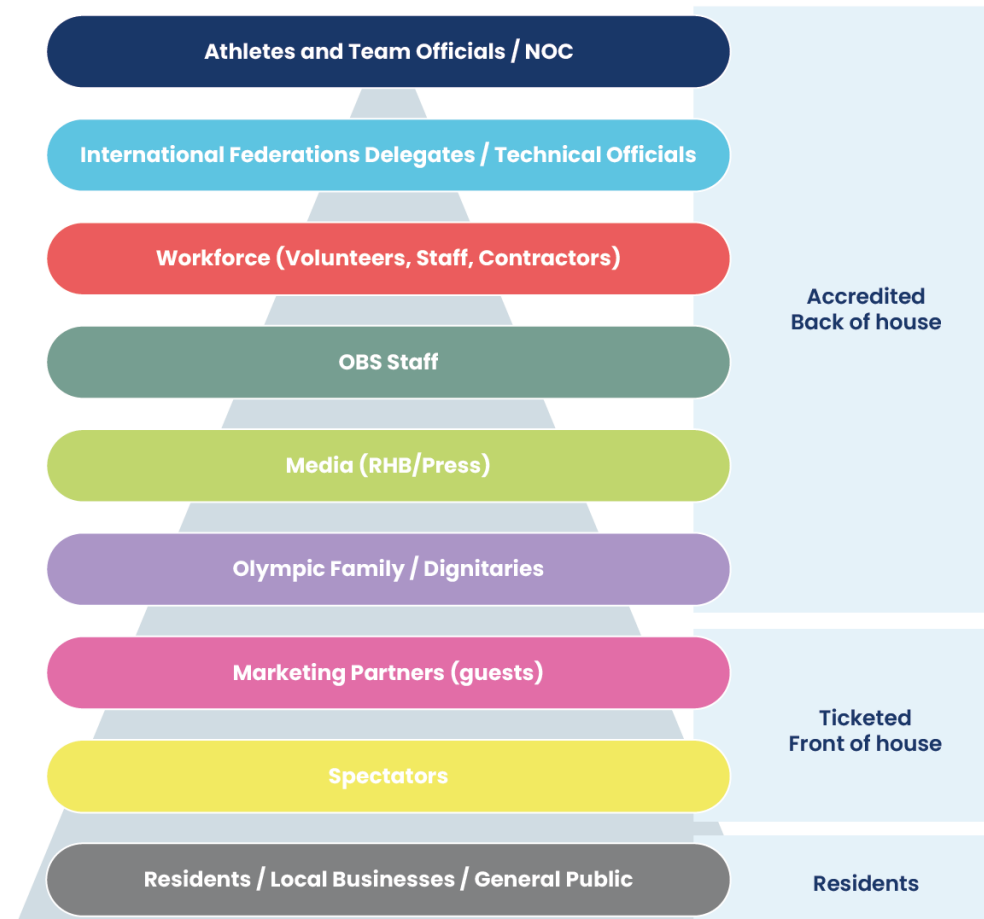 Athletes and Team Officials / NOC
International Federations Delegates / Technical Officials
Workforce (Volunteers, Staff, Contractors)
Accredited
Back of house
OBS Staff
Media (RHB/Press)
Olympic Family / Dignitaries
Marketing Partners (guests)
Ticketed
Front of house
Spectators
Residents / Local Businesses / General Public
Residents